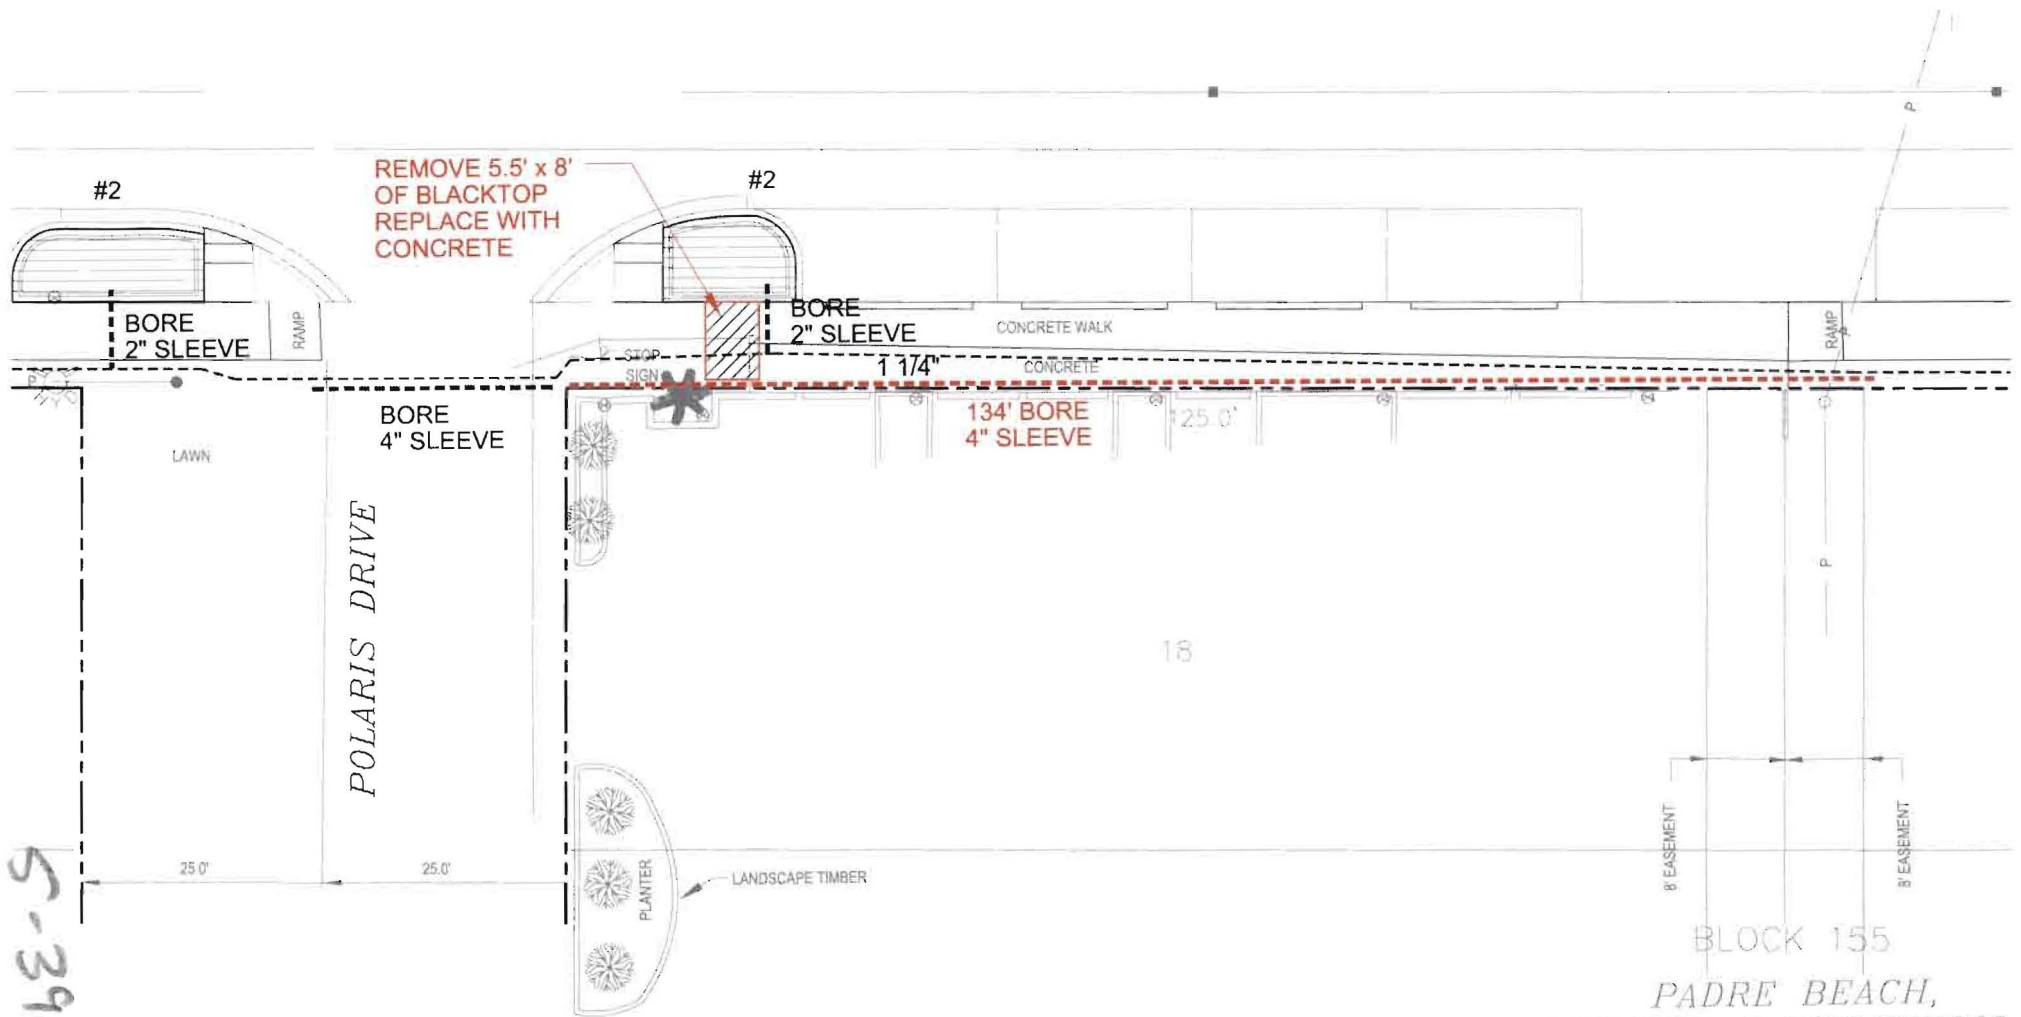 #2
REMOVE 5.5' x 8'
OF BLACKTOP
REPLACE WITH
CONCRETE
#2
P
BORE
2" SLEEVE
RAMP
STOP
SIGN
BORE
2" SLEEVE
CONCRETE WALK
1 1/4"
CONCRETE
RAMP
P
BORE
4" SLEEVE
134' BORE
4" SLEEVE
125.0'
LAWN
POLARIS DRIVE
18
P
25.0'
25.0'
PLANTER
LANDSCAPE TIMBER
8' EASEMENT
8' EASEMENT
5-39
BLOCK 155
PADRE BEACH,